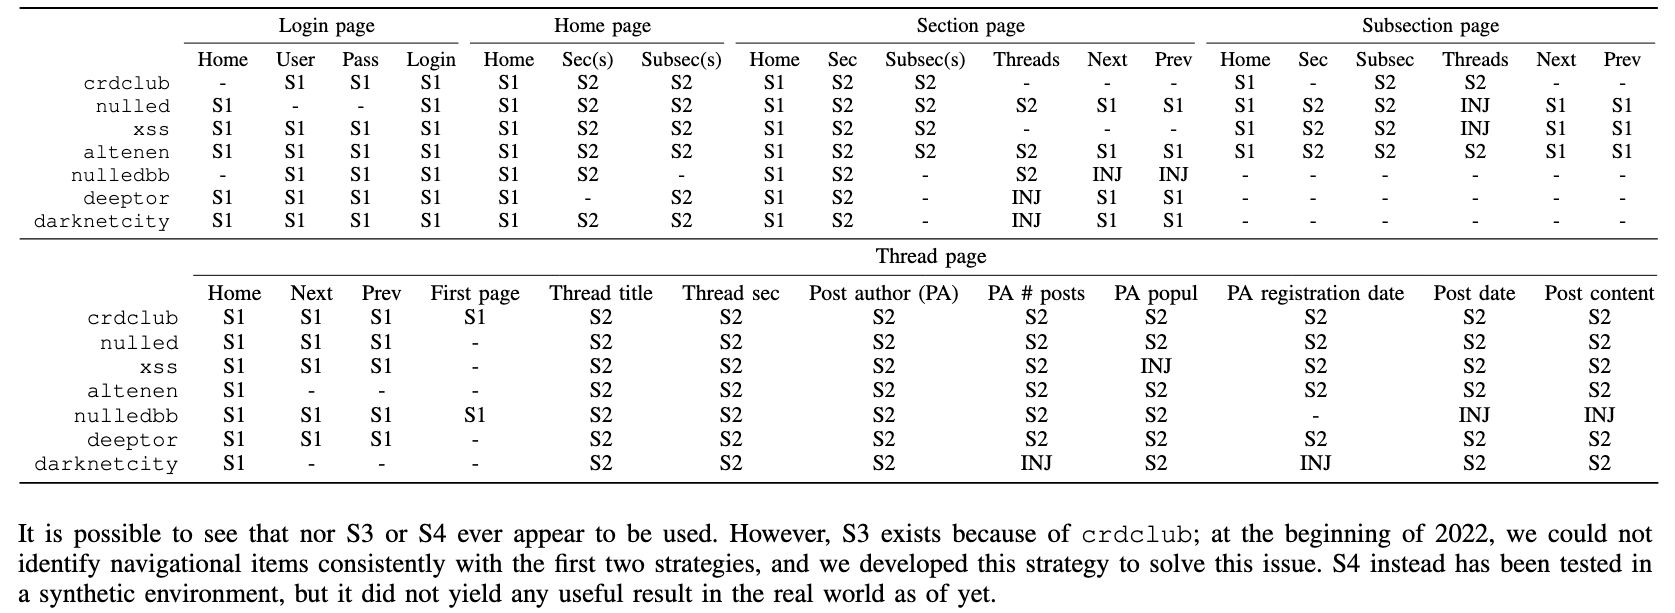 Login page Home page Section page Subsection page
Home User Pass Login Home Sec(s) Subsec(s) Home Sec Subsec(s) Threads Next Prev Home Sec Subsec Threads Next Prev
crdclub - S1 S1 S1 S1 S2 S2 S1 S2 S2 - - - S1 - S2 S2 - -
nulled S1 - - S1 S1 S2 S2 S1 S2 S2 S2 S1 S1 S1 S2 S2 INJ S1 S1
xss S1 S1 S1 S1 S1 S2 S2 S1 S2 S2 - - - S1 S2 S2 INJ S1 S1
altenen S1 S1 S1 S1 S1 S2 S2 S1 S2 S2 S2 S1 S1 S1 S2 S2 S2 S1 S1
nulledbb - S1 S1 S1 S1 S2 - S1 S2 - S2 INJ INJ - - - - - -
deeptor S1 S1 S1 S1 S1 - S2 S1 S2 - INJ S1 S1 - - - - - -
darknetcity S1 S1 S1 S1 S1 S2 S2 S1 S2 - INJ S1 S1 - - - - - -
Thread page
Home Next Prev First page Thread title Thread sec Post author (PA) PA # posts PA popul PA registration date Post date Post content
crdclub S1 S1 S1 S1 S2 S2 S2 S2 S2 S2 S2 S2
nulled S1 S1 S1 - S2 S2 S2 S2 S2 S2 S2 S2
xss S1 S1 S1 - S2 S2 S2 S2 INJ S2 S2 S2
altenen S1 - - - S2 S2 S2 S2 S2 S2 S2 S2
nulledbb S1 S1 S1 S1 S2 S2 S2 S2 S2 - INJ INJ
deeptor S1 S1 S1 - S2 S2 S2 S2 S2 S2 S2 S2
darknetcity S1 - - - S2 S2 S2 INJ S2 INJ S2 S2
It is possible to see that nor S3 or S4 ever appear to be used. However, S3 exists because of crdclub; at the beginning of 2022, we could not
identify navigational items consistently with the first two strategies, and we developed this strategy to solve this issue. S4 instead has been tested in
a synthetic environment, but it did not yield any useful result in the real world as of yet.